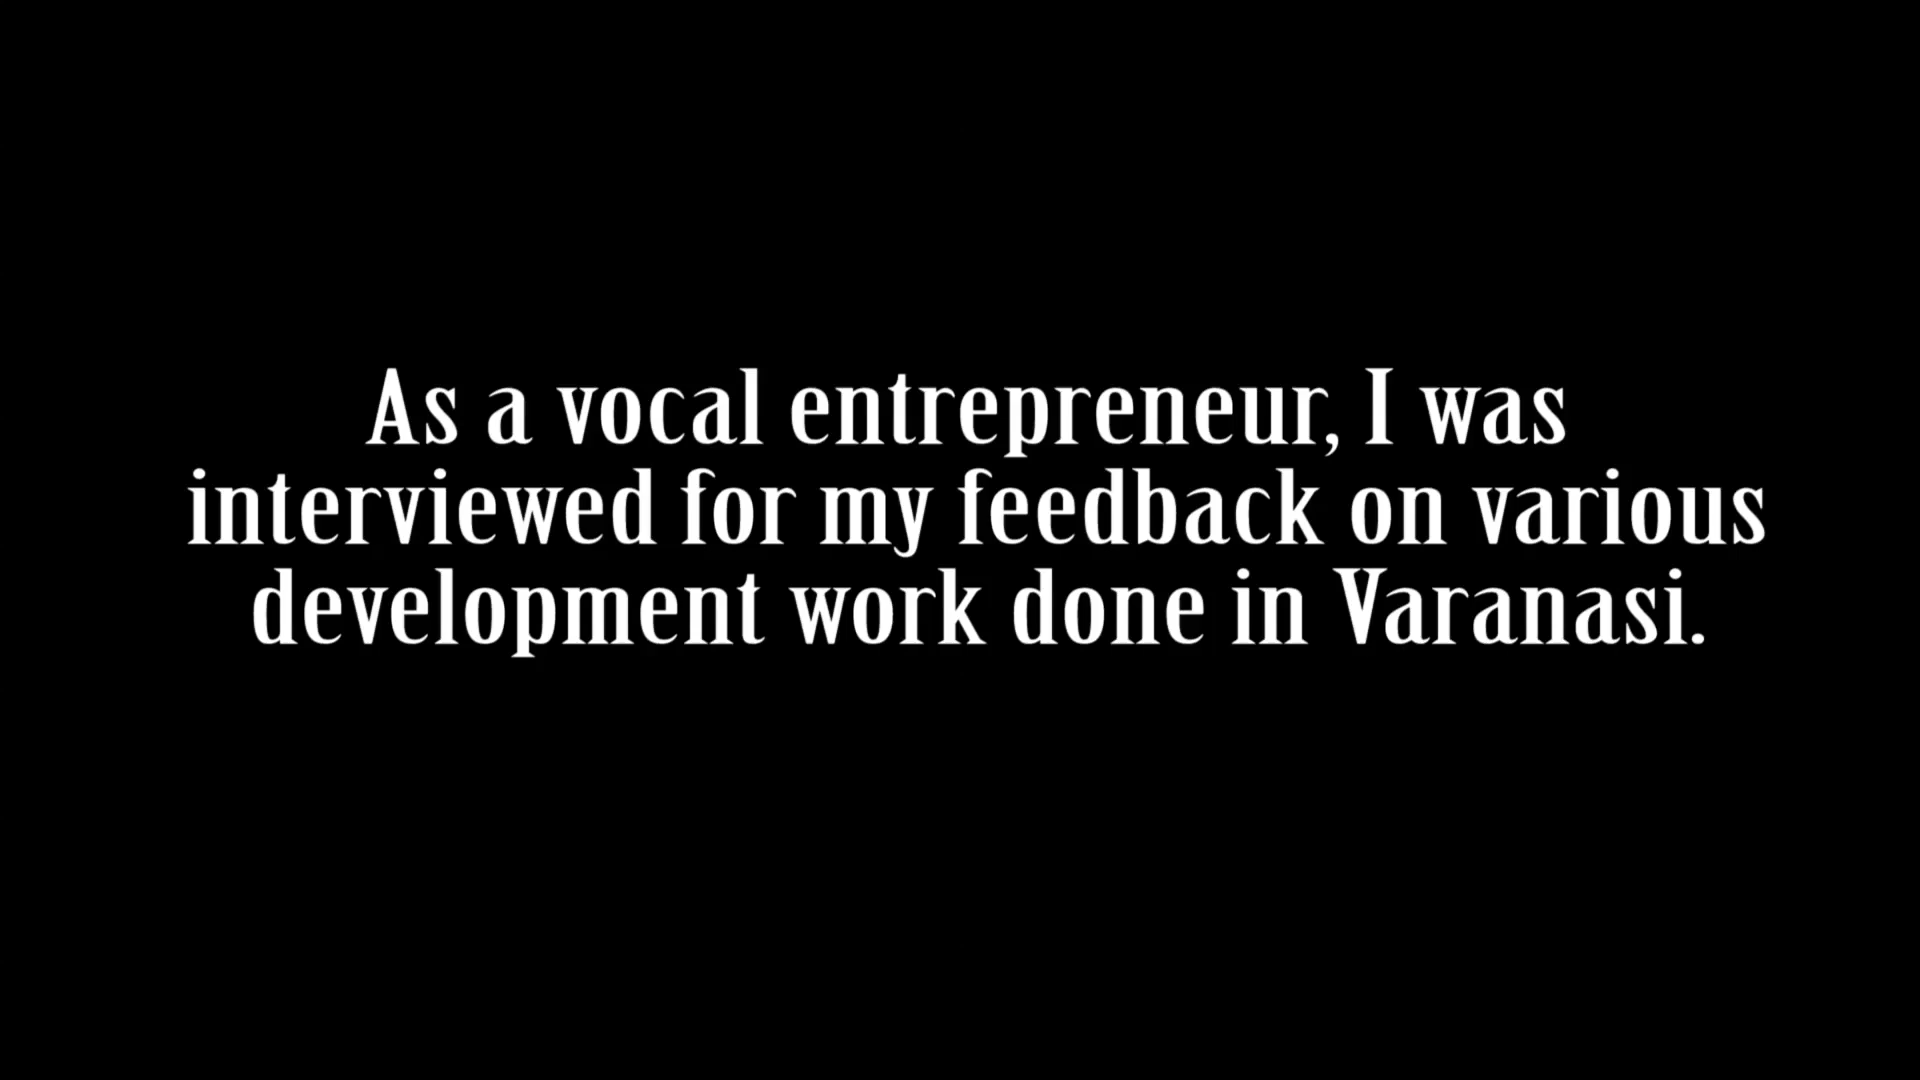 As a vocal entrepreneur, I was
interviewed for my feedback on various
development work done in Varanasi.